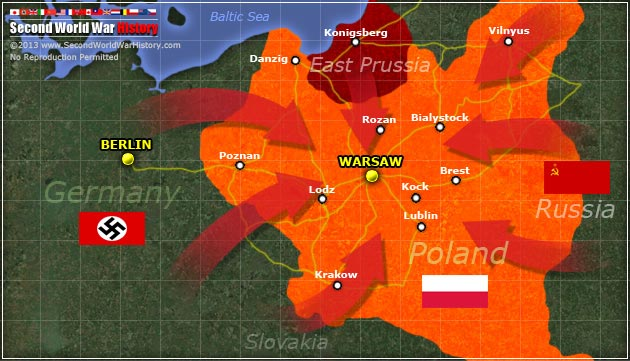 Second World War History
©2013 www.SecondWorldWarHistory.com
No Reproduction Permitted
Baltic Sea
Konigsberg
Vilnyus
Danzig
East Prussia
Rozan
Bialystock
BERLIN
Poznan
WARSAW
Brest
Germany
Lodz
Kock
Russia
Lublin
Poland
Krakow
Slovakia